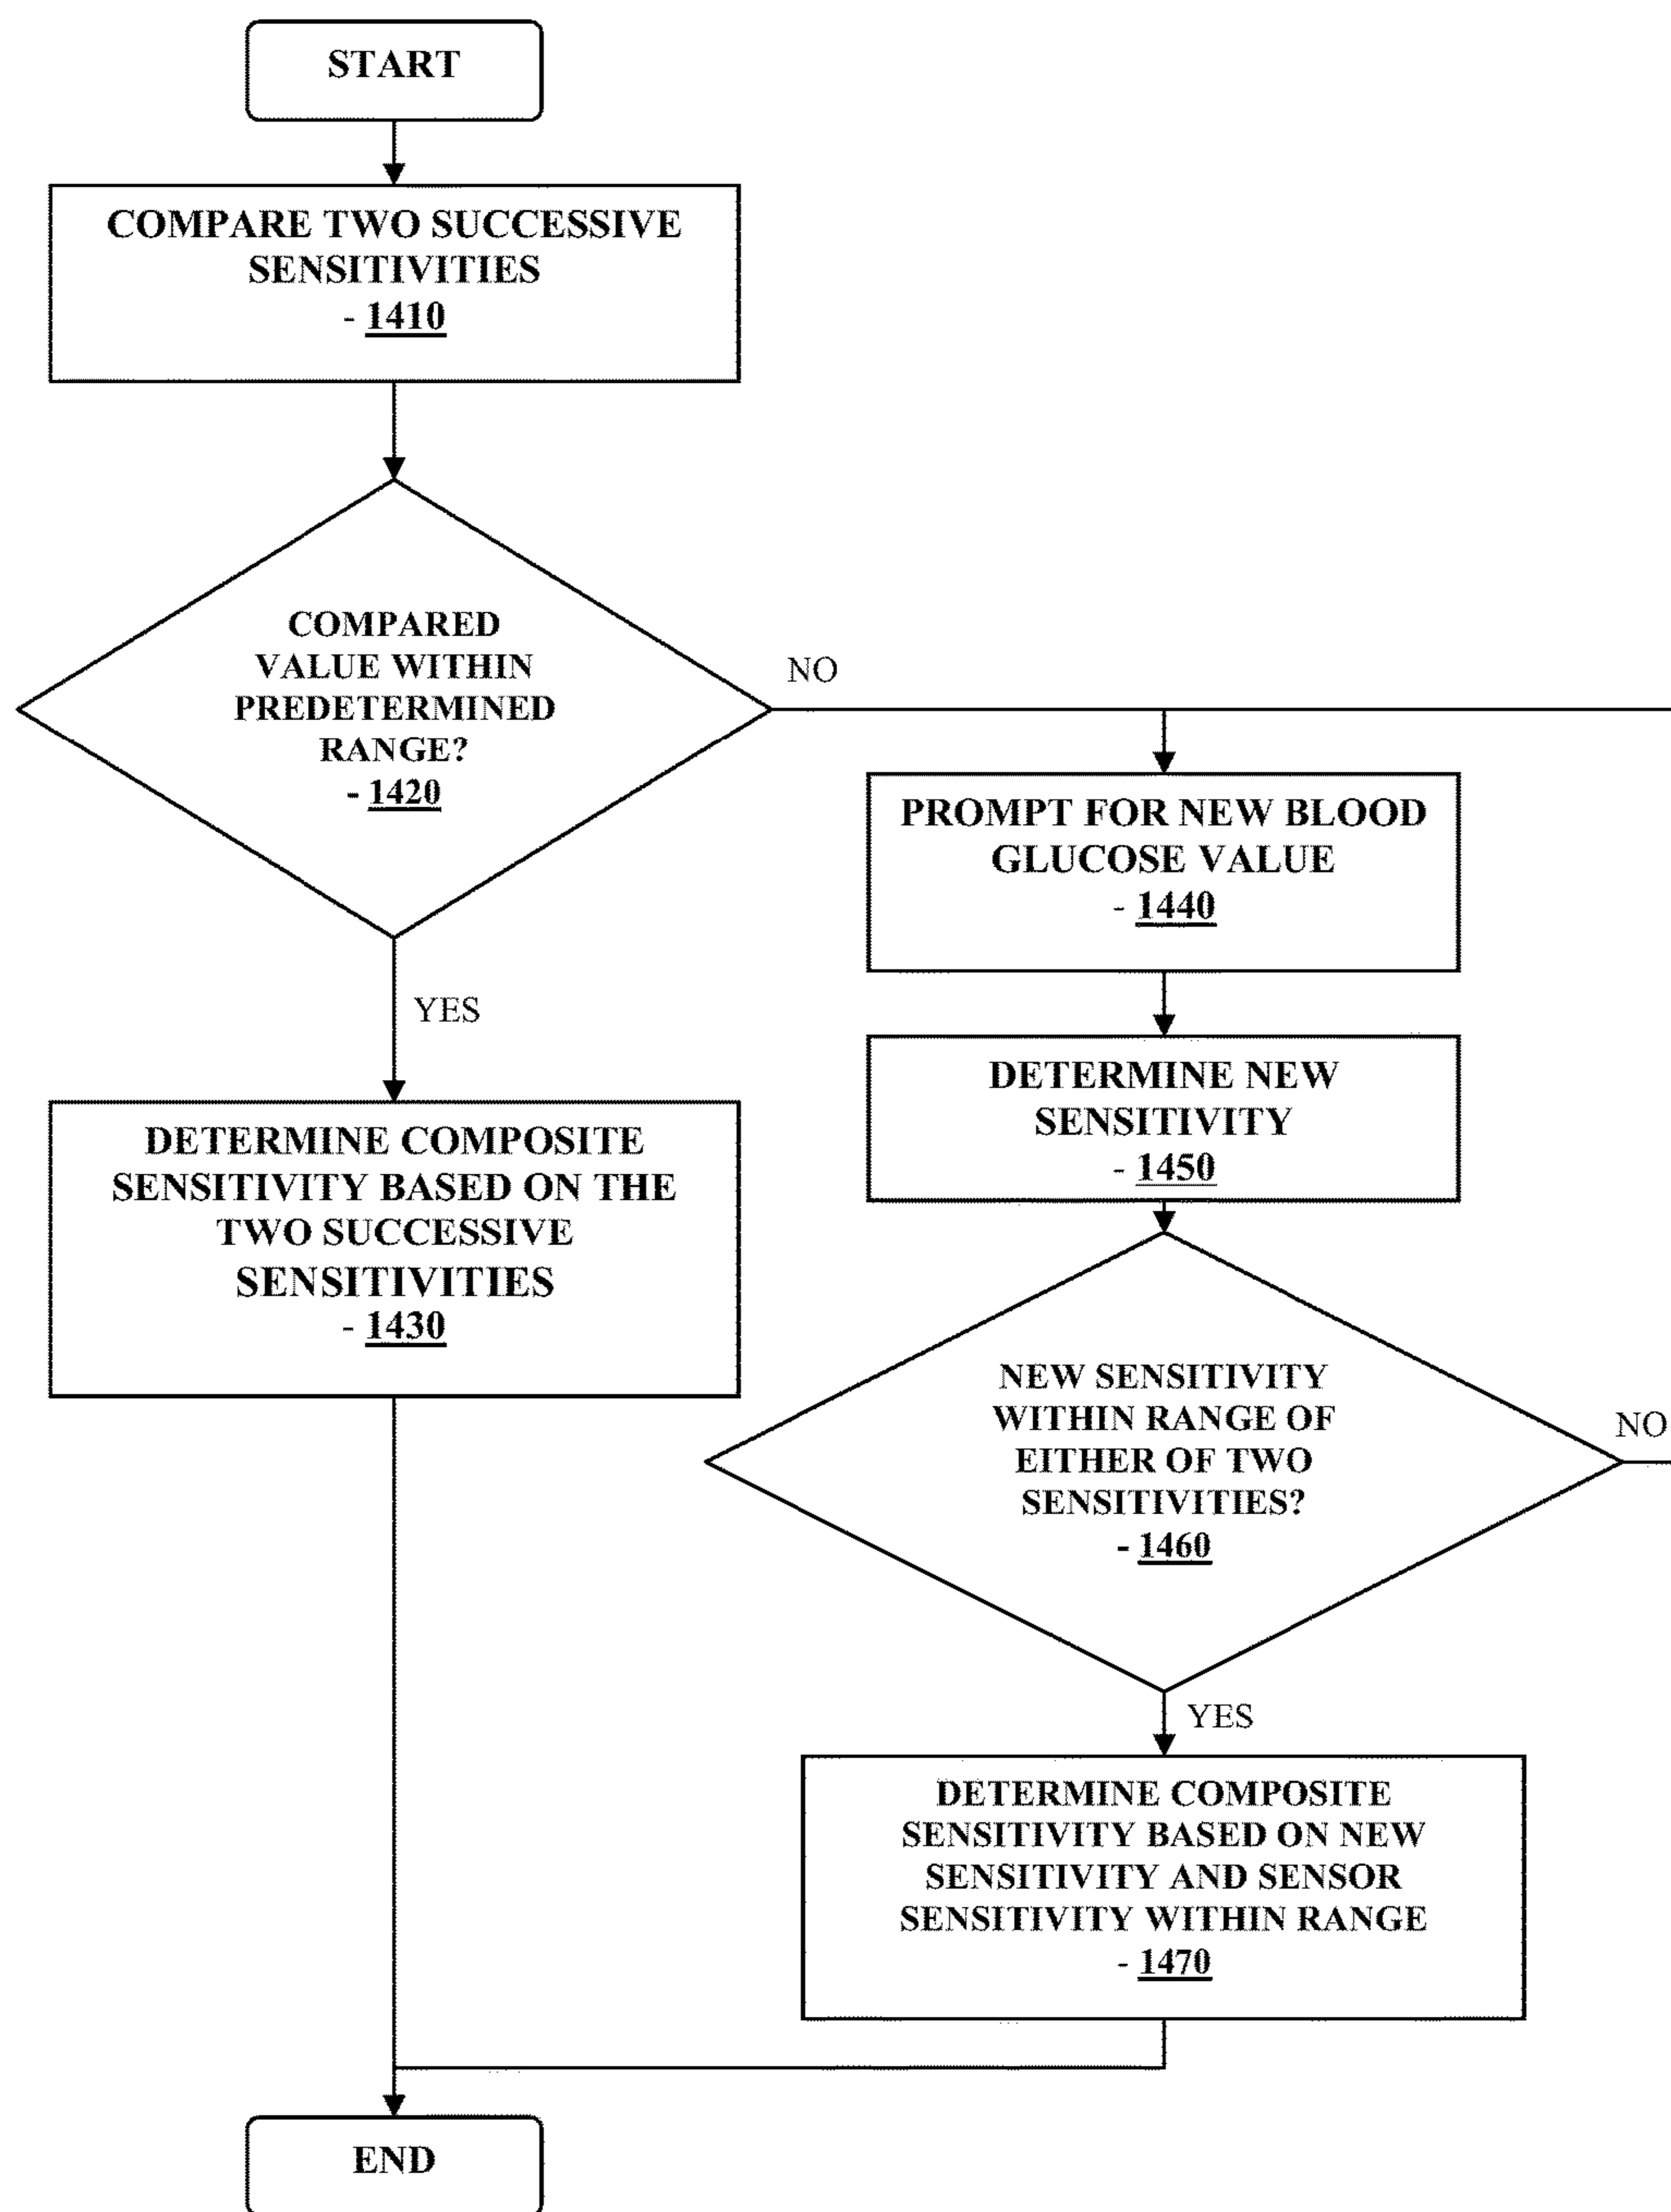 START
COMPARE TWO SUCCESSIVE
SENSITIVITIES
- 1410
COMPARED
VALUE WITHIN
PREDETERMINED
RANGE?
- 1420
NO
YES
DETERMINE COMPOSITE
SENSITIVITY BASED ON THE
TWO SUCCESSIVE
SENSITIVITIES
- 1430
PROMPT FOR NEW BLOOD
GLUCOSE VALUE
- 1440
DETERMINE NEW
SENSITIVITY
- 1450
NEW SENSITIVITY
WITHIN RANGE OF
EITHER OF TWO
SENSITIVITIES?
- 1460
NO
YES
DETERMINE COMPOSITE
SENSITIVITY BASED ON NEW
SENSITIVITY AND SENSOR
SENSITIVITY WITHIN RANGE
- 1470
END